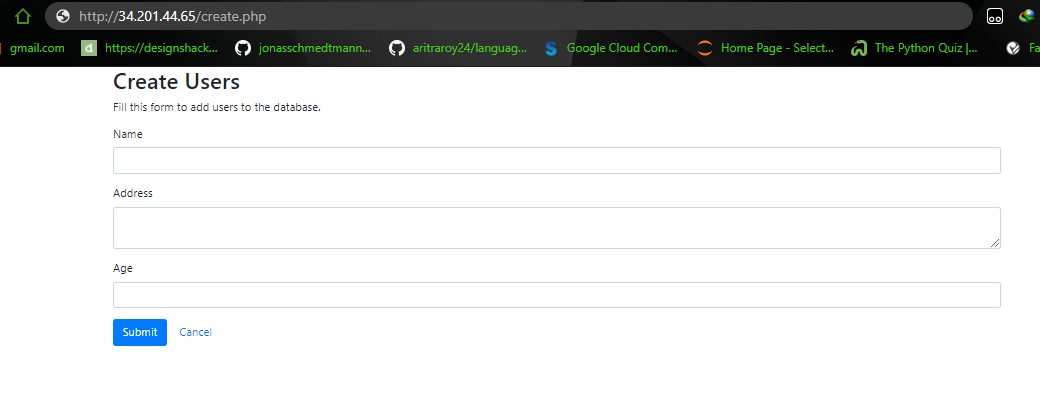 http://34.201.44.65/create.php
gmail.com d https://designshack... jonasschmedtmann... aritraroy24/languag... Google Cloud Com... Home Page - Select... The Python Quiz |... Fa
Create Users
Fill this form to add users to the database.
Name
Address
Age
Submit Cancel